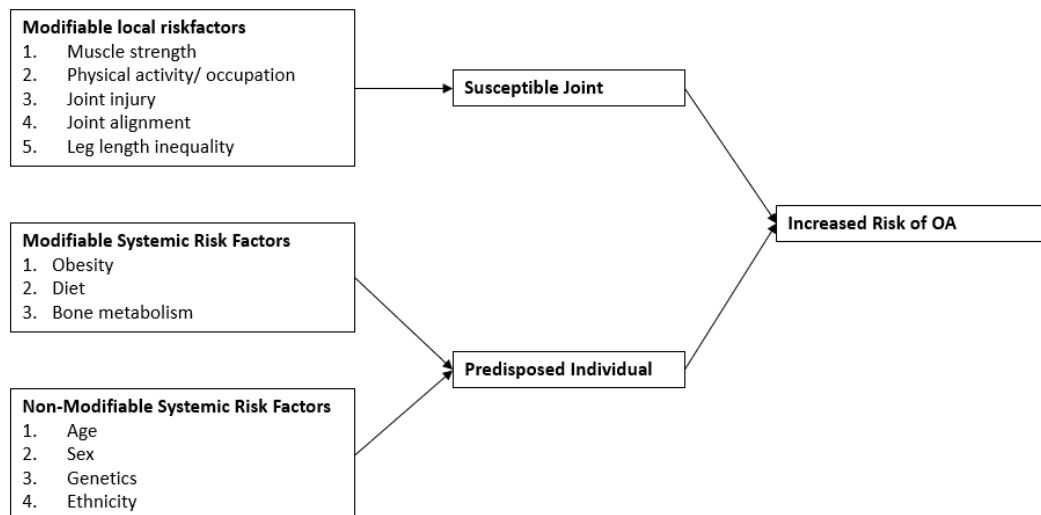 Modifiable local riskfactors
1. Muscle strength
2. Physical activity/ occupation
3. Joint injury
4. Joint alignment
5. Leg length inequality
Susceptible Joint
Increased Risk of OA
Modifiable Systemic Risk Factors
1. Obesity
2. Diet
3. Bone metabolism
Predisposed Individual
Non-Modifiable Systemic Risk Factors
1. Age
2. Sex
3. Genetics
4. Ethnicity